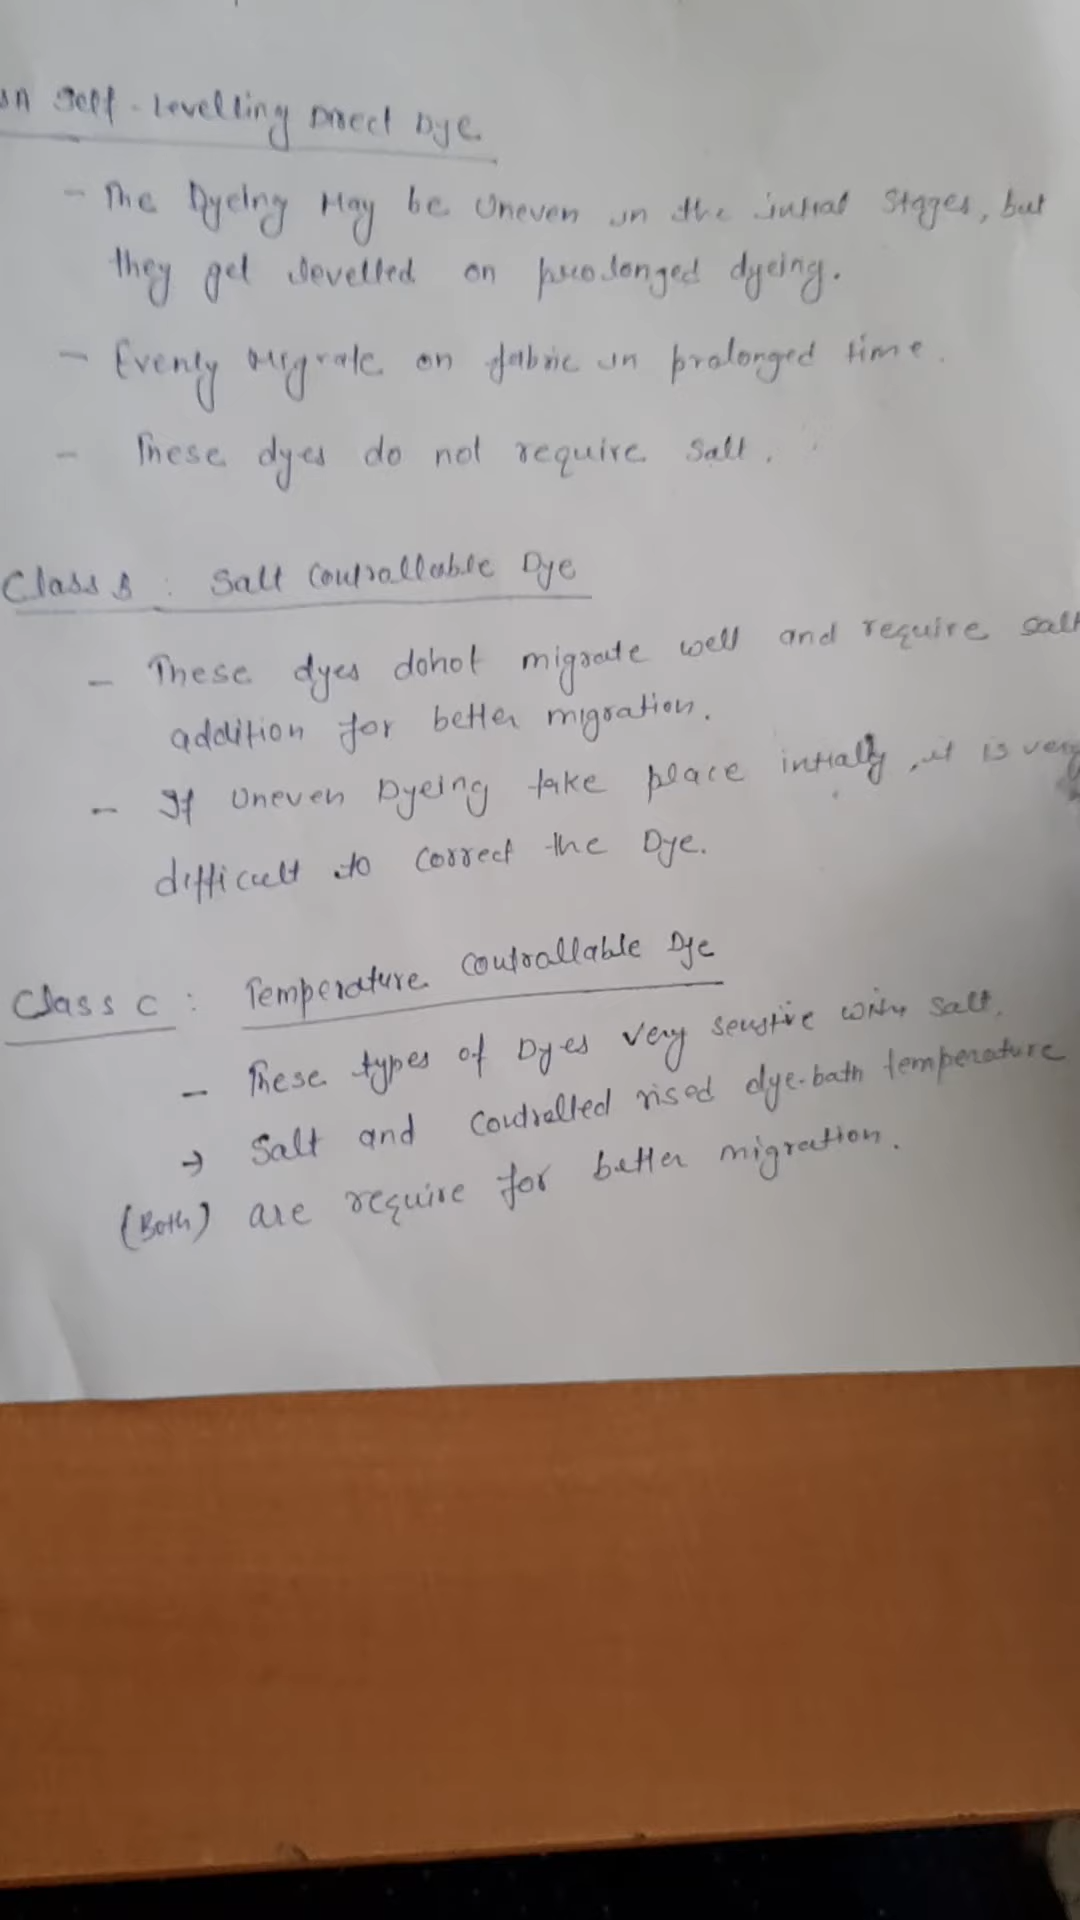 Self-Levelling Direct Dye
- The Dyeing May be Uneven in the initial stages, but
they get levelled on prolonged dyeing.
- Evenly Migrate on fabric in prolonged time.
- These dyes do not require salt.
Class B : Salt Controllable Dye
- These dyes donot migrate well and require salt
addition for better migration.
- If Uneven Dyeing take place intially, it is very
difficult to correct the Dye.
Class C : Temperature Controllable Dye
- These types of Dyes very senstive with salt.
→ Salt and Controlled rised dye-bath temperature
(Both) are require for better migration.